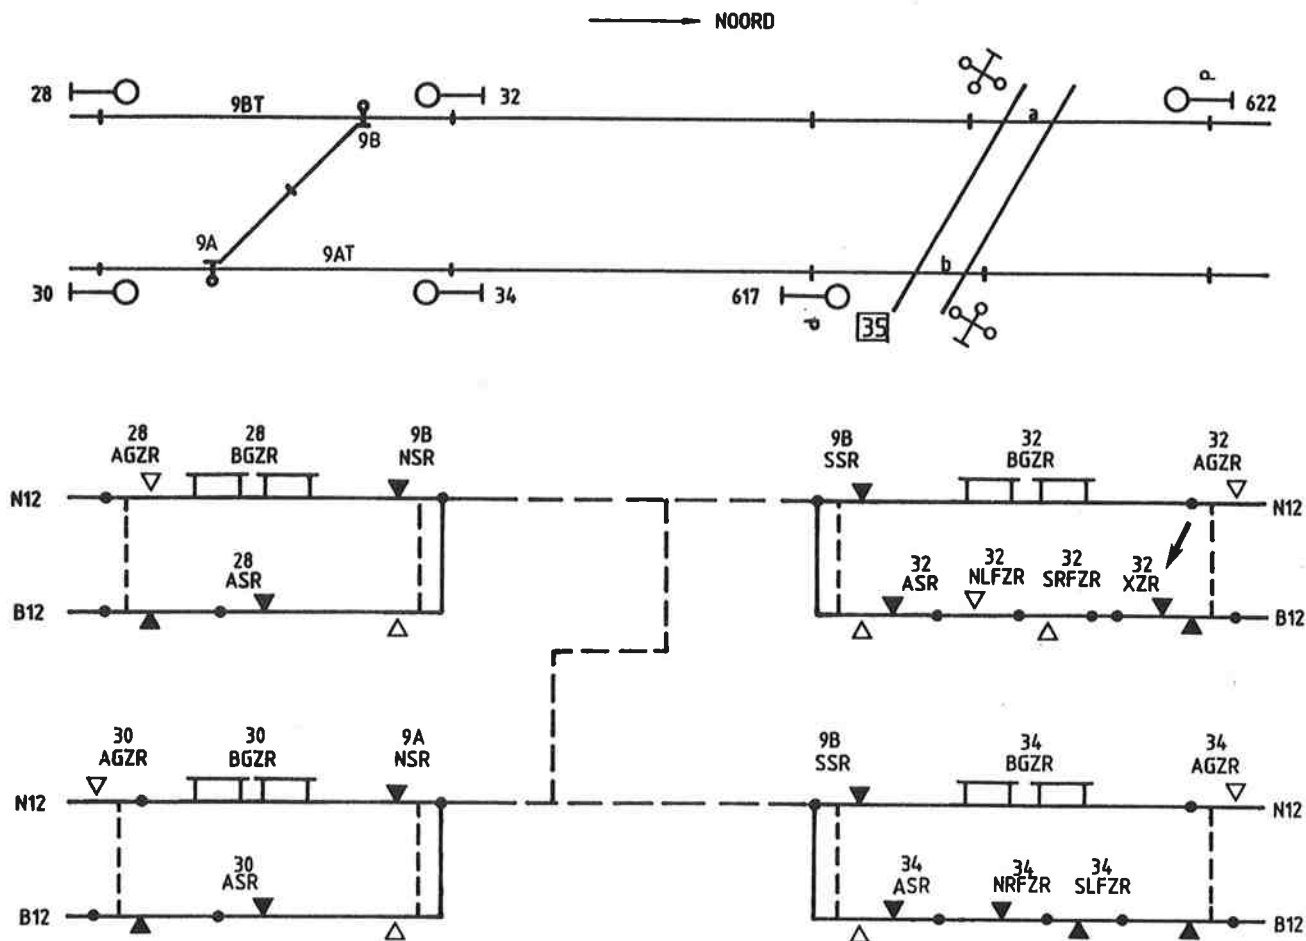 NOORD
28
9BT
32
P
622
9B
a
9A
9AT
b
30
34
617
P
35
28
AGZR
28
BGZR
9B
NSR
9B
SSR
32
BGZR
32
AGZR
N12
N12
28
ASR
32
ASR
32
NLFZR
32
SRFZR
32
XZR
B12
B12
30
AGZR
30
BGZR
9A
NSR
9B
SSR
34
BGZR
34
AGZR
N12
N12
30
ASR
34
ASR
34
NRFZR
34
SLFZR
B12
B12